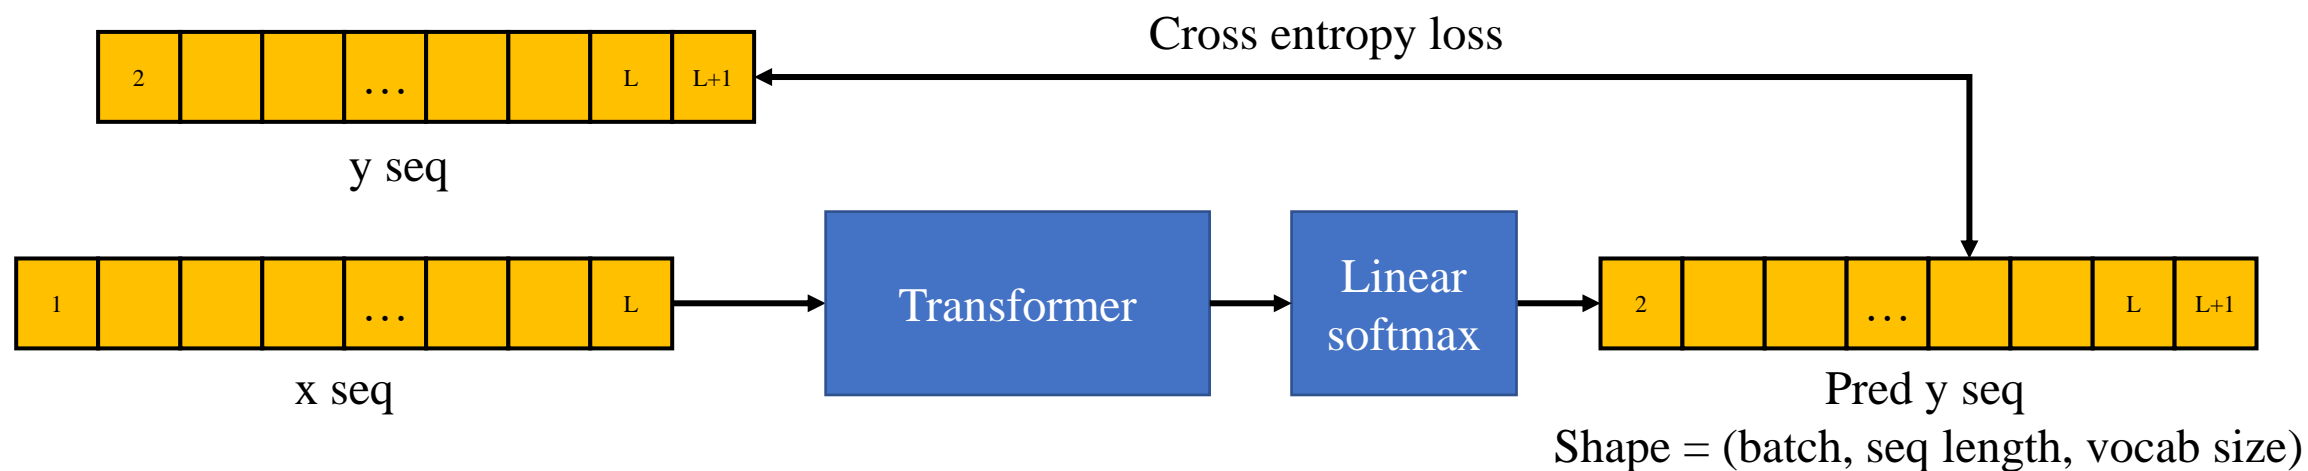 Cross entropy loss
2 … L L+1
y seq
1 … L
Transformer
Linear
softmax
2 … L L+1
x seq
Pred y seq
Shape = (batch, seq length, vocab size)